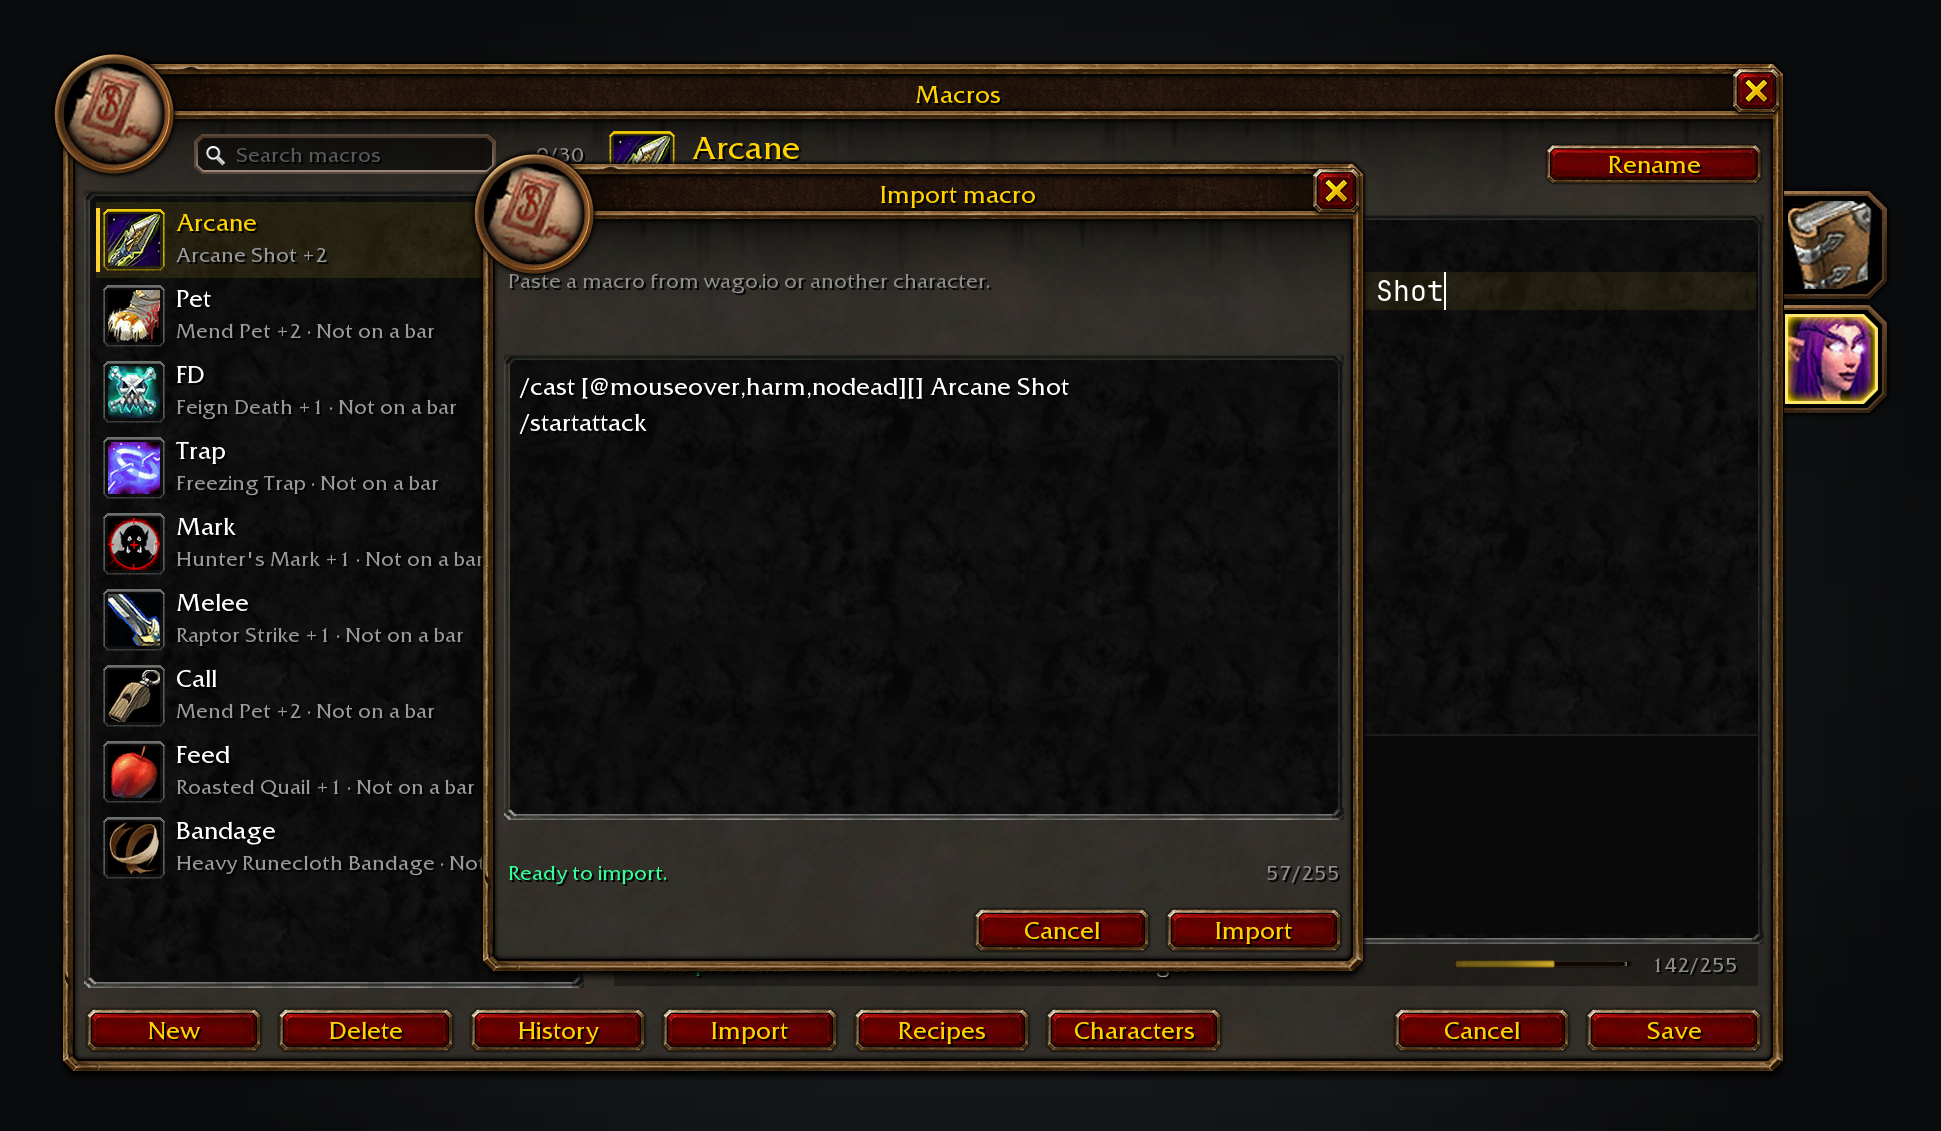 Macros
Search macros
9/30
Arcane
Rename
Import macro
Arcane
Arcane Shot +2
Pet
Mend Pet +2 · Not on a bar
FD
Feign Death +1 · Not on a bar
Trap
Freezing Trap · Not on a bar
Mark
Hunter's Mark +1 · Not on a bar
Melee
Raptor Strike +1 · Not on a bar
Call
Mend Pet +2 · Not on a bar
Feed
Roasted Quail +1 · Not on a bar
Bandage
Heavy Runecloth Bandage · Not
Paste a macro from wago.io or another character.
Shot
/cast [@mouseover,harm,nodead][] Arcane Shot
/startattack
Ready to import.
57/255
Cancel
Import
142/255
New
Delete
History
Import
Recipes
Characters
Cancel
Save